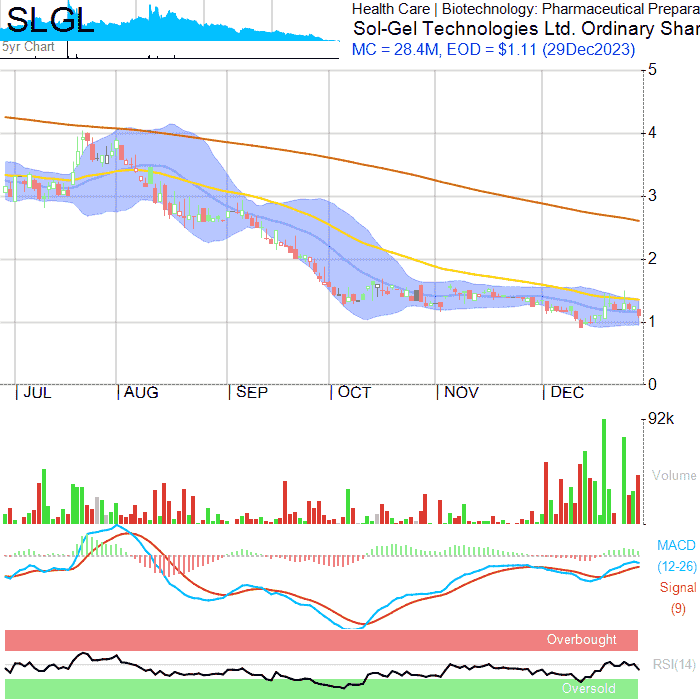 SLGL
5yr Chart
Health Care | Biotechnology: Pharmaceutical Prepara
Sol-Gel Technologies Ltd. Ordinary Shar
MC = 28.4M, EOD = $1.11 (29Dec2023)
5
4
3
2
1
0
| JUL | AUG | SEP | OCT | NOV | DEC
92k
Volume
MACD
(12-26)
Signal
(9)
Overbought
RSI(14)
Oversold